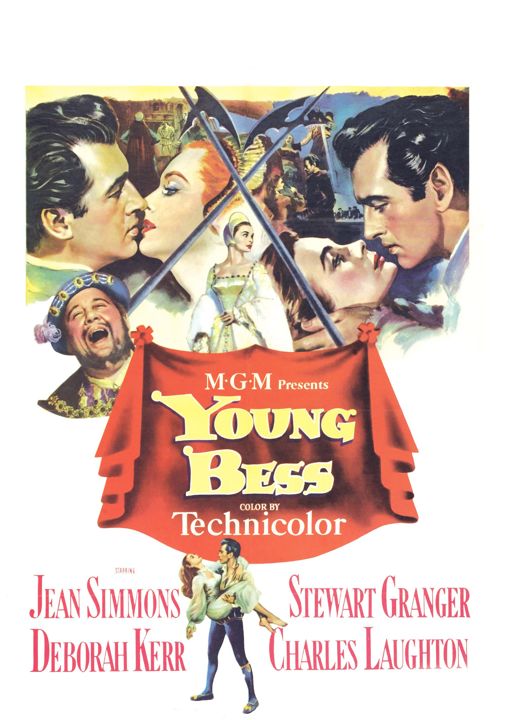 M·G·M Presents
YOUNG
BESS
COLOR BY
Technicolor
STARRING
JEAN SIMMONS
STEWART GRANGER
DEBORAH KERR
CHARLES LAUGHTON